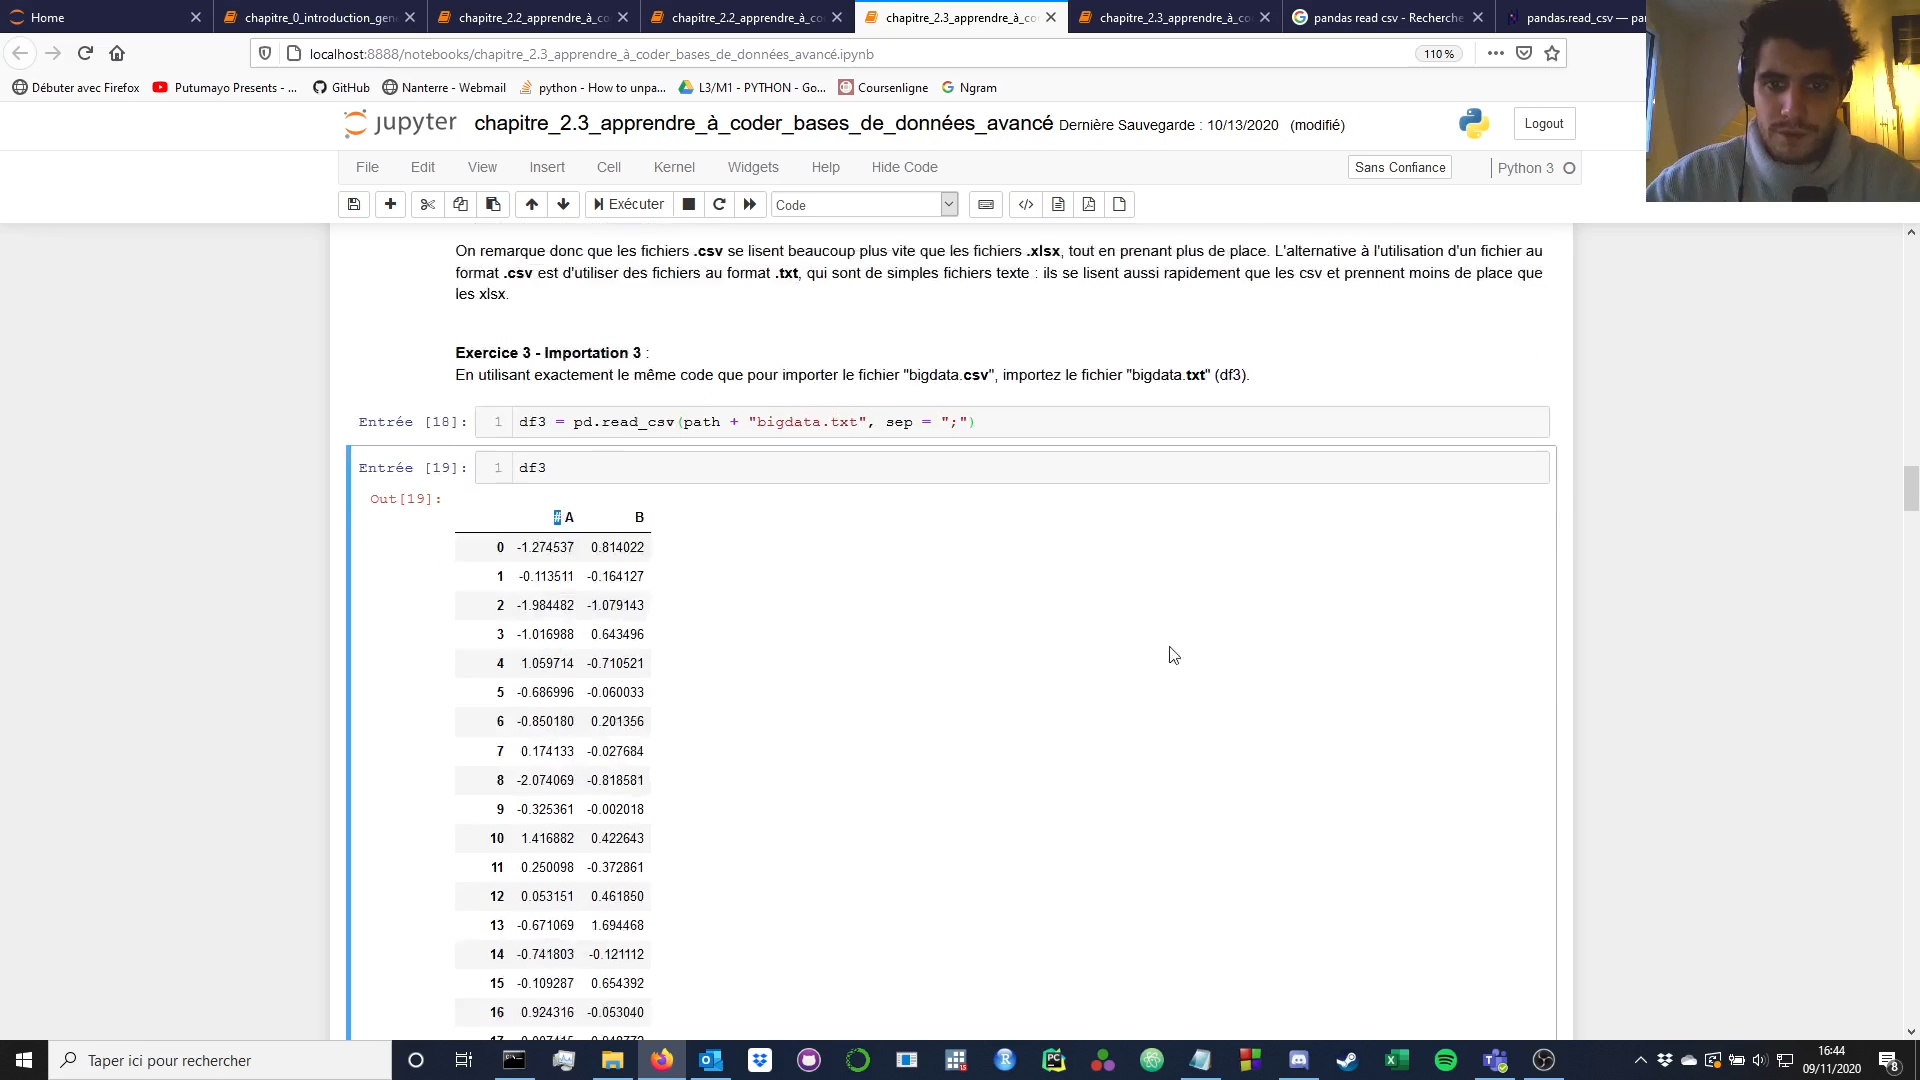 Home
chapitre_0_introduction_gen
chapitre_2.2_apprendre_à_co
chapitre_2.2_apprendre_à_co
chapitre_2.3_apprendre_à_co
chapitre_2.3_apprendre_à_co
pandas read csv - Recherche
pandas.read_csv — pa
localhost:8888/notebooks/chapitre_2.3_apprendre_à_coder_bases_de_données_avancé.ipynb
110 %
Débuter avec Firefox
Putumayo Presents - ...
GitHub
Nanterre - Webmail
python - How to unpa...
L3/M1 - PYTHON - Go...
Coursenligne
Ngram
jupyter
chapitre_2.3_apprendre_à_coder_bases_de_données_avancé Dernière Sauvegarde : 10/13/2020 (modifié)
Logout
File Edit View Insert Cell Kernel Widgets Help Hide Code
Sans Confiance
Python 3
Exécuter
Code
On remarque donc que les fichiers .csv se lisent beaucoup plus vite que les fichiers .xlsx, tout en prenant plus de place. L'alternative à l'utilisation d'un fichier au
format .csv est d'utiliser des fichiers au format .txt, qui sont de simples fichiers texte : ils se lisent aussi rapidement que les csv et prennent moins de place que
les xlsx.
Exercice 3 - Importation 3 :
En utilisant exactement le même code que pour importer le fichier "bigdata.csv", importez le fichier "bigdata.txt" (df3).
Entrée [18]: 1 df3 = pd.read_csv(path + "bigdata.txt", sep = ";")
Entrée [19]: 1 df3
Out[19]:
# A B
0 -1.274537 0.814022
1 -0.113511 -0.164127
2 -1.984482 -1.079143
3 -1.016988 0.643496
4 1.059714 -0.710521
5 -0.686996 -0.060033
6 -0.850180 0.201356
7 0.174133 -0.027684
8 -2.074069 -0.818581
9 -0.325361 -0.002018
10 1.416882 0.422643
11 0.250098 -0.372861
12 0.053151 0.461850
13 -0.671069 1.694468
14 -0.741803 -0.121112
15 -0.109287 0.654392
16 0.924316 -0.053040
Taper ici pour rechercher
16:44
09/11/2020
8